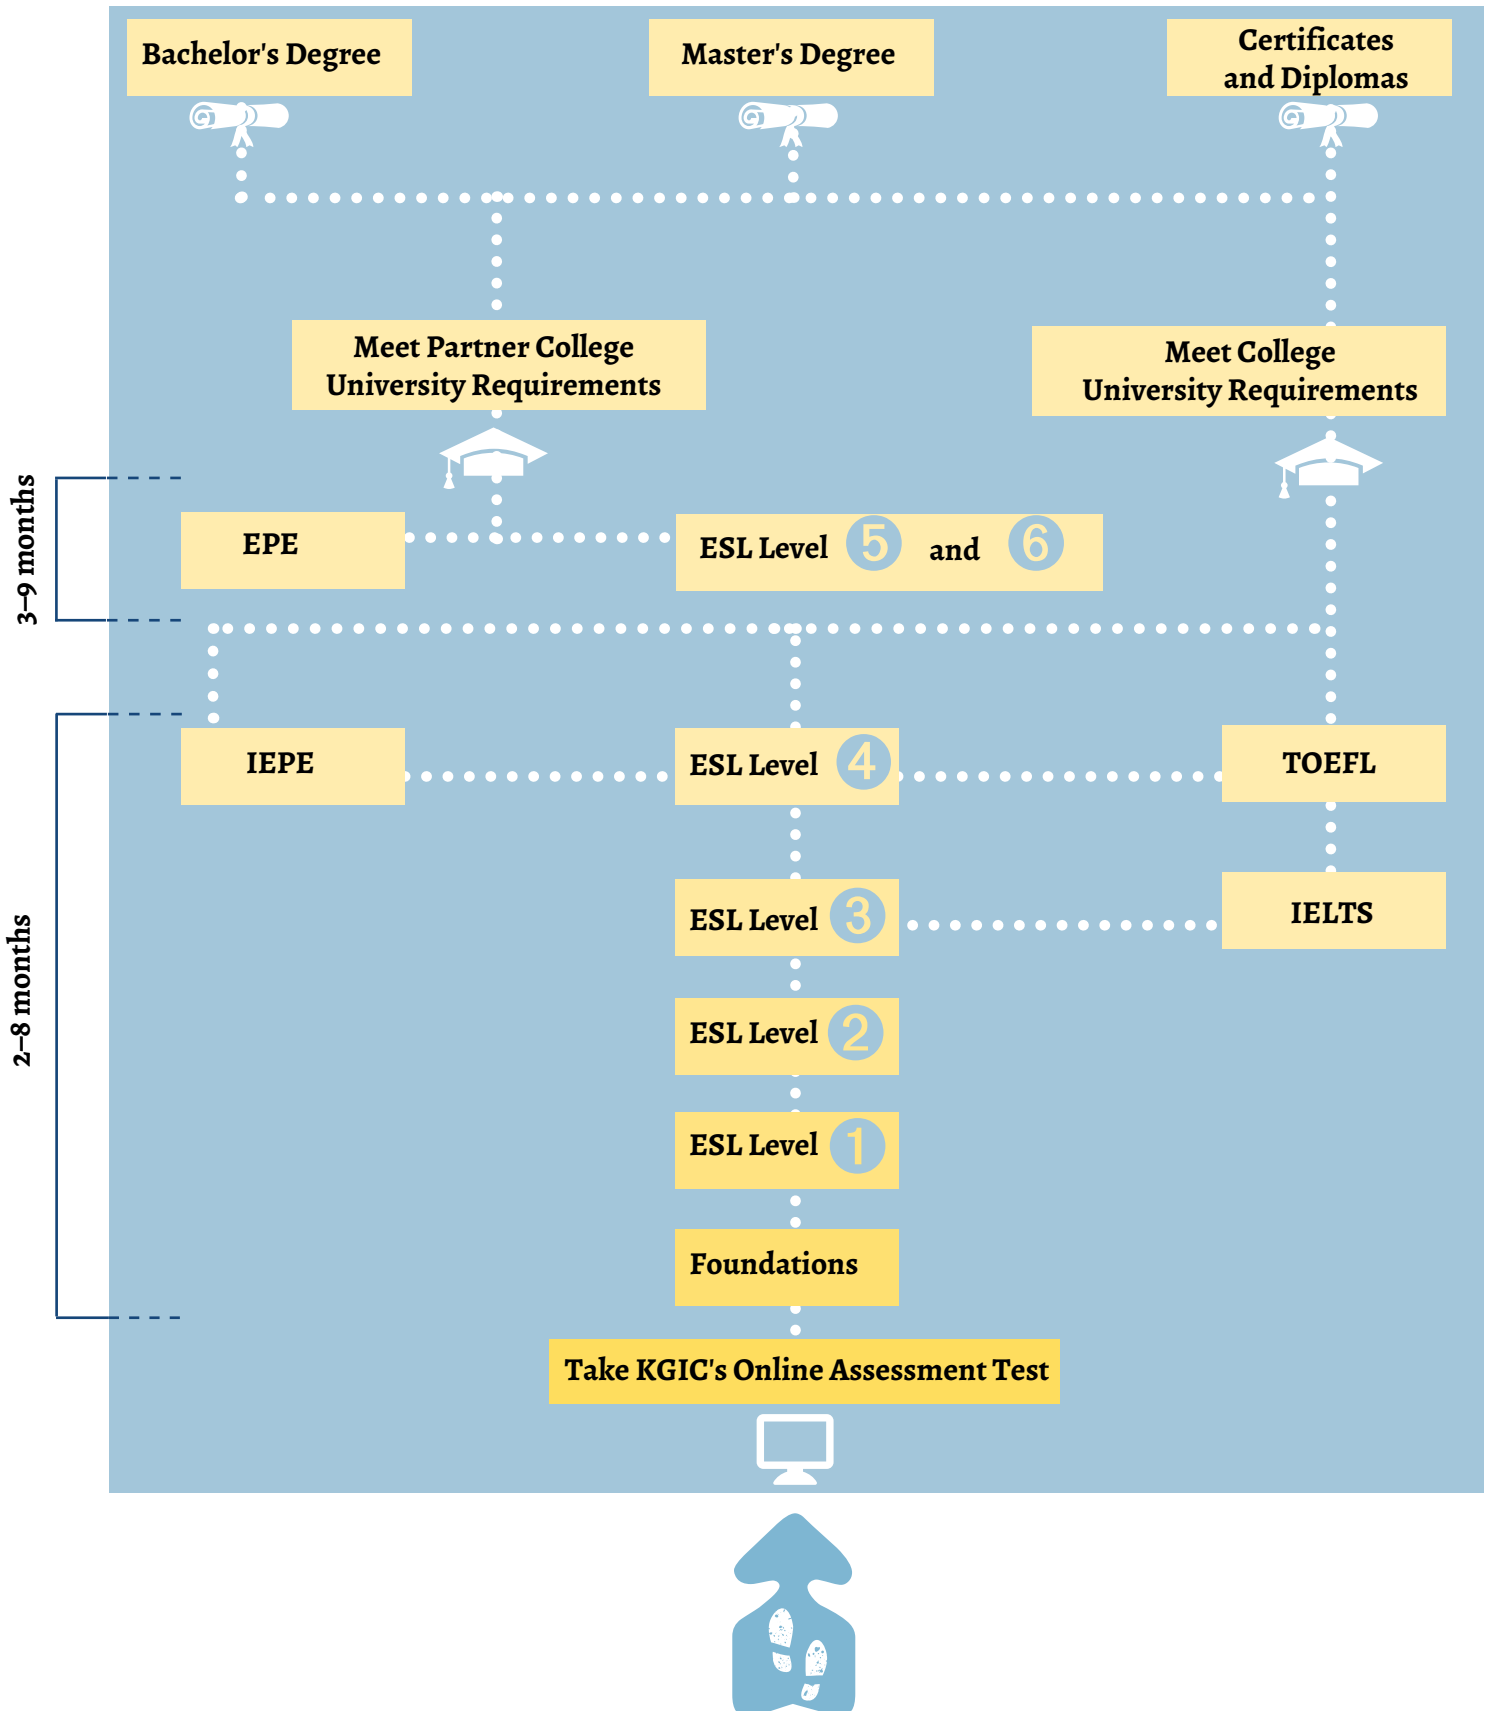 Bachelor's Degree
Master's Degree
Certificates
and Diplomas
Meet Partner College
University Requirements
Meet College
University Requirements
3–9 months
EPE
ESL Level 5 and 6
2–8 months
IEPE
ESL Level 4
TOEFL
ESL Level 3
IELTS
ESL Level 2
ESL Level 1
Foundations
Take KGIC's Online Assessment Test